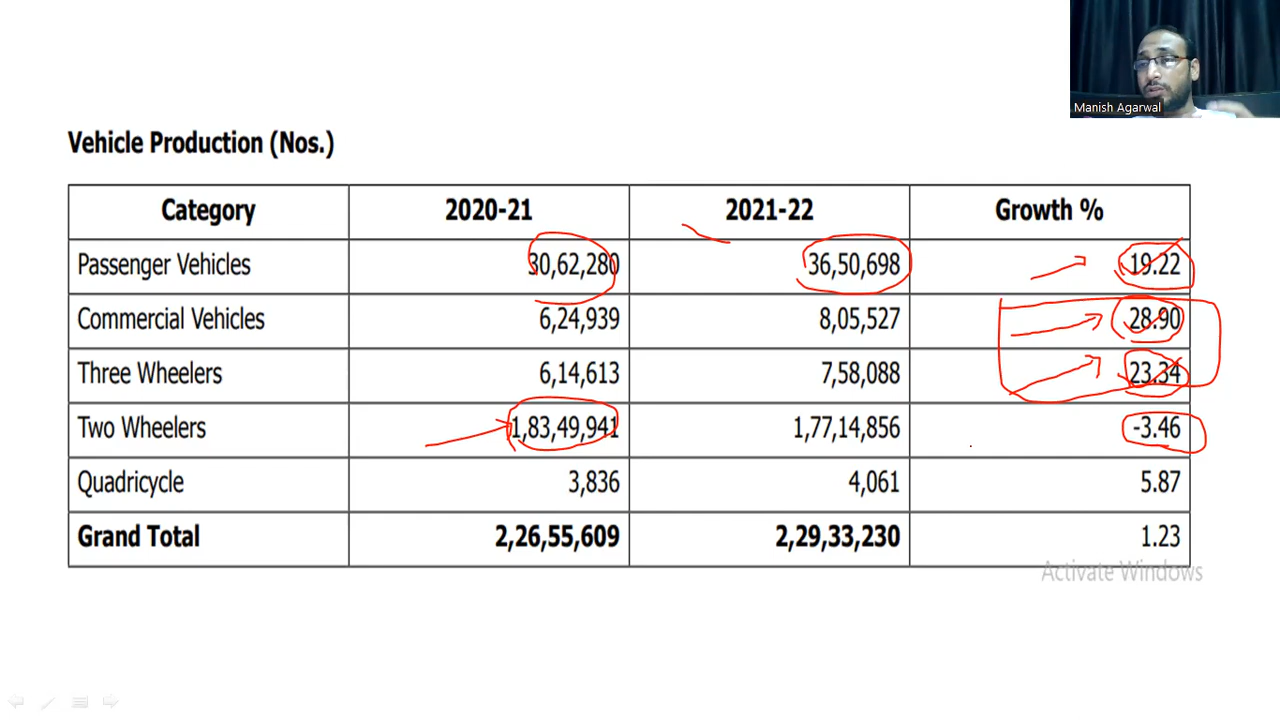 Manish Agarwal
Vehicle Production (Nos.)
Category 2020-21 2021-22 Growth %
Passenger Vehicles 30,62,280 36,50,698 19.22
Commercial Vehicles 6,24,939 8,05,527 28.90
Three Wheelers 6,14,613 7,58,088 23.34
Two Wheelers 1,83,49,941 1,77,14,856 -3.46
Quadricycle 3,836 4,061 5.87
Grand Total 2,26,55,609 2,29,33,230 1.23
Activate Windows